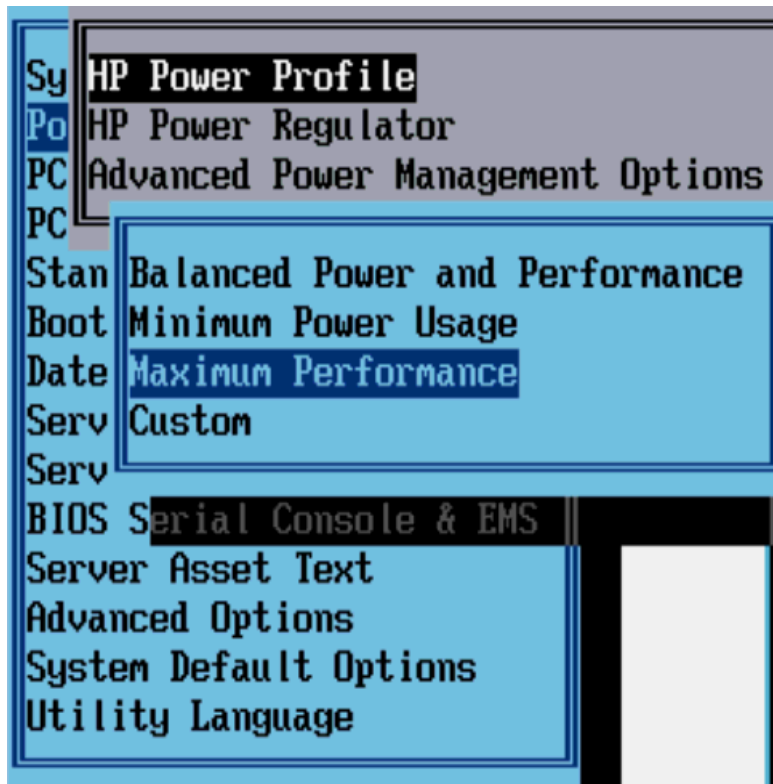 HP Power Profile
HP Power Regulator
Advanced Power Management Options
Balanced Power and Performance
Minimum Power Usage
Maximum Performance
Custom
Sy
Po
PC
PC
Stan
Boot
Date
Serv
Serv
BIOS Serial Console & EMS
Server Asset Text
Advanced Options
System Default Options
Utility Language